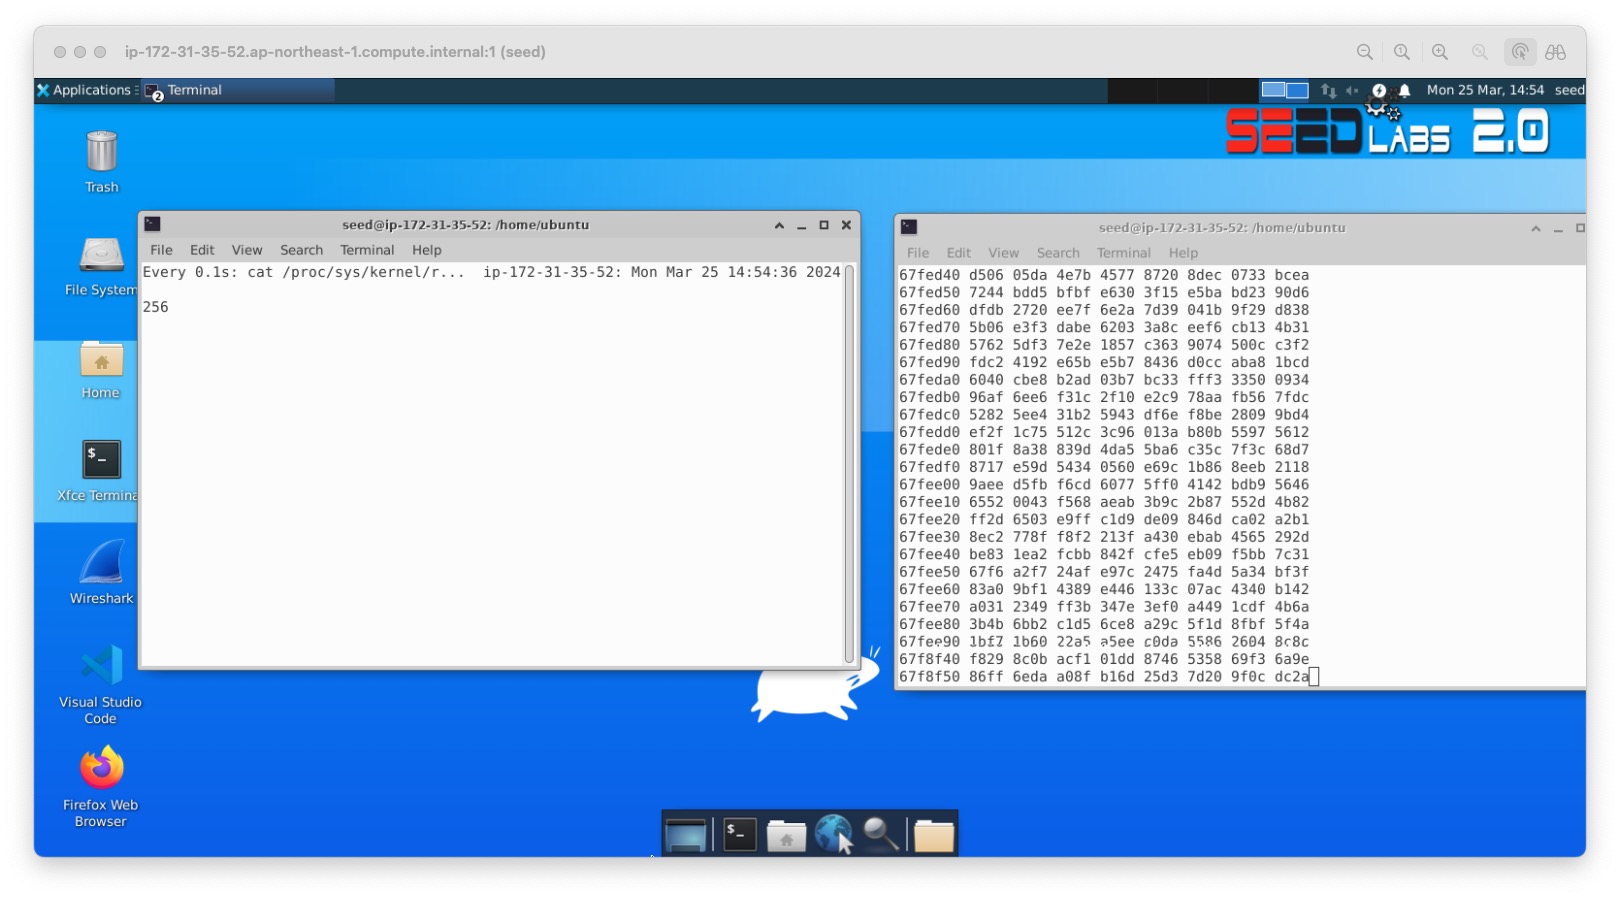 ip-172-31-35-52.ap-northeast-1.compute.internal:1 (seed)
Applications
2
Terminal
Mon 25 Mar, 14:54
seed
SEED LABS 2.0
Trash
File System
Home
Xfce Termina
Wireshark
Visual Studio
Code
Firefox Web
Browser
seed@ip-172-31-35-52: /home/ubuntu
File Edit View Search Terminal Help
Every 0.1s: cat /proc/sys/kernel/r... ip-172-31-35-52: Mon Mar 25 14:54:36 2024
256
seed@ip-172-31-35-52: /home/ubuntu
File Edit View Search Terminal Help
67fed40 d506 05da 4e7b 4577 8720 8dec 0733 bcea
67fed50 7244 bdd5 bfbf e630 3f15 e5ba bd23 90d6
67fed60 dfdb 2720 ee7f 6e2a 7d39 041b 9f29 d838
67fed70 5b06 e3f3 dabe 6203 3a8c eef6 cb13 4b31
67fed80 5762 5df3 7e2e 1857 c363 9074 500c c3f2
67fed90 fdc2 4192 e65b e5b7 8436 d0cc aba8 1bcd
67feda0 6040 cbe8 b2ad 03b7 bc33 fff3 3350 0934
67fedb0 96af 6ee6 f31c 2f10 e2c9 78aa fb56 7fdc
67fedc0 5282 5ee4 31b2 5943 df6e f8be 2809 9bd4
67fedd0 ef2f 1c75 512c 3c96 013a b80b 5597 5612
67fede0 801f 8a38 839d 4da5 5ba6 c35c 7f3c 68d7
67fedf0 8717 e59d 5434 0560 e69c 1b86 8eeb 2118
67fee00 9aee d5fb f6cd 6077 5ff0 4142 bdb9 5646
67fee10 6552 0043 f568 aeab 3b9c 2b87 552d 4b82
67fee20 ff2d 6503 e9ff c1d9 de09 846d ca02 a2b1
67fee30 8ec2 778f f8f2 213f a430 ebab 4565 292d
67fee40 be83 1ea2 fcbb 842f cfe5 eb09 f5bb 7c31
67fee50 67f6 a2f7 24af e97c 2475 fa4d 5a34 bf3f
67fee60 83a0 9bf1 4389 e446 133c 07ac 4340 b142
67fee70 a031 2349 ff3b 347e 3ef0 a449 1cdf 4b6a
67fee80 3b4b 6bb2 c1d5 6ce8 a29c 5f1d 8fbf 5f4a
67fee90 1bf7 1b60 22a5 a5ee c0da 5586 2604 8c8c
67f8f40 f829 8c0b acf1 01dd 8746 5358 69f3 6a9e
67f8f50 86ff 6eda a08f b16d 25d3 7d20 9f0c dc2a